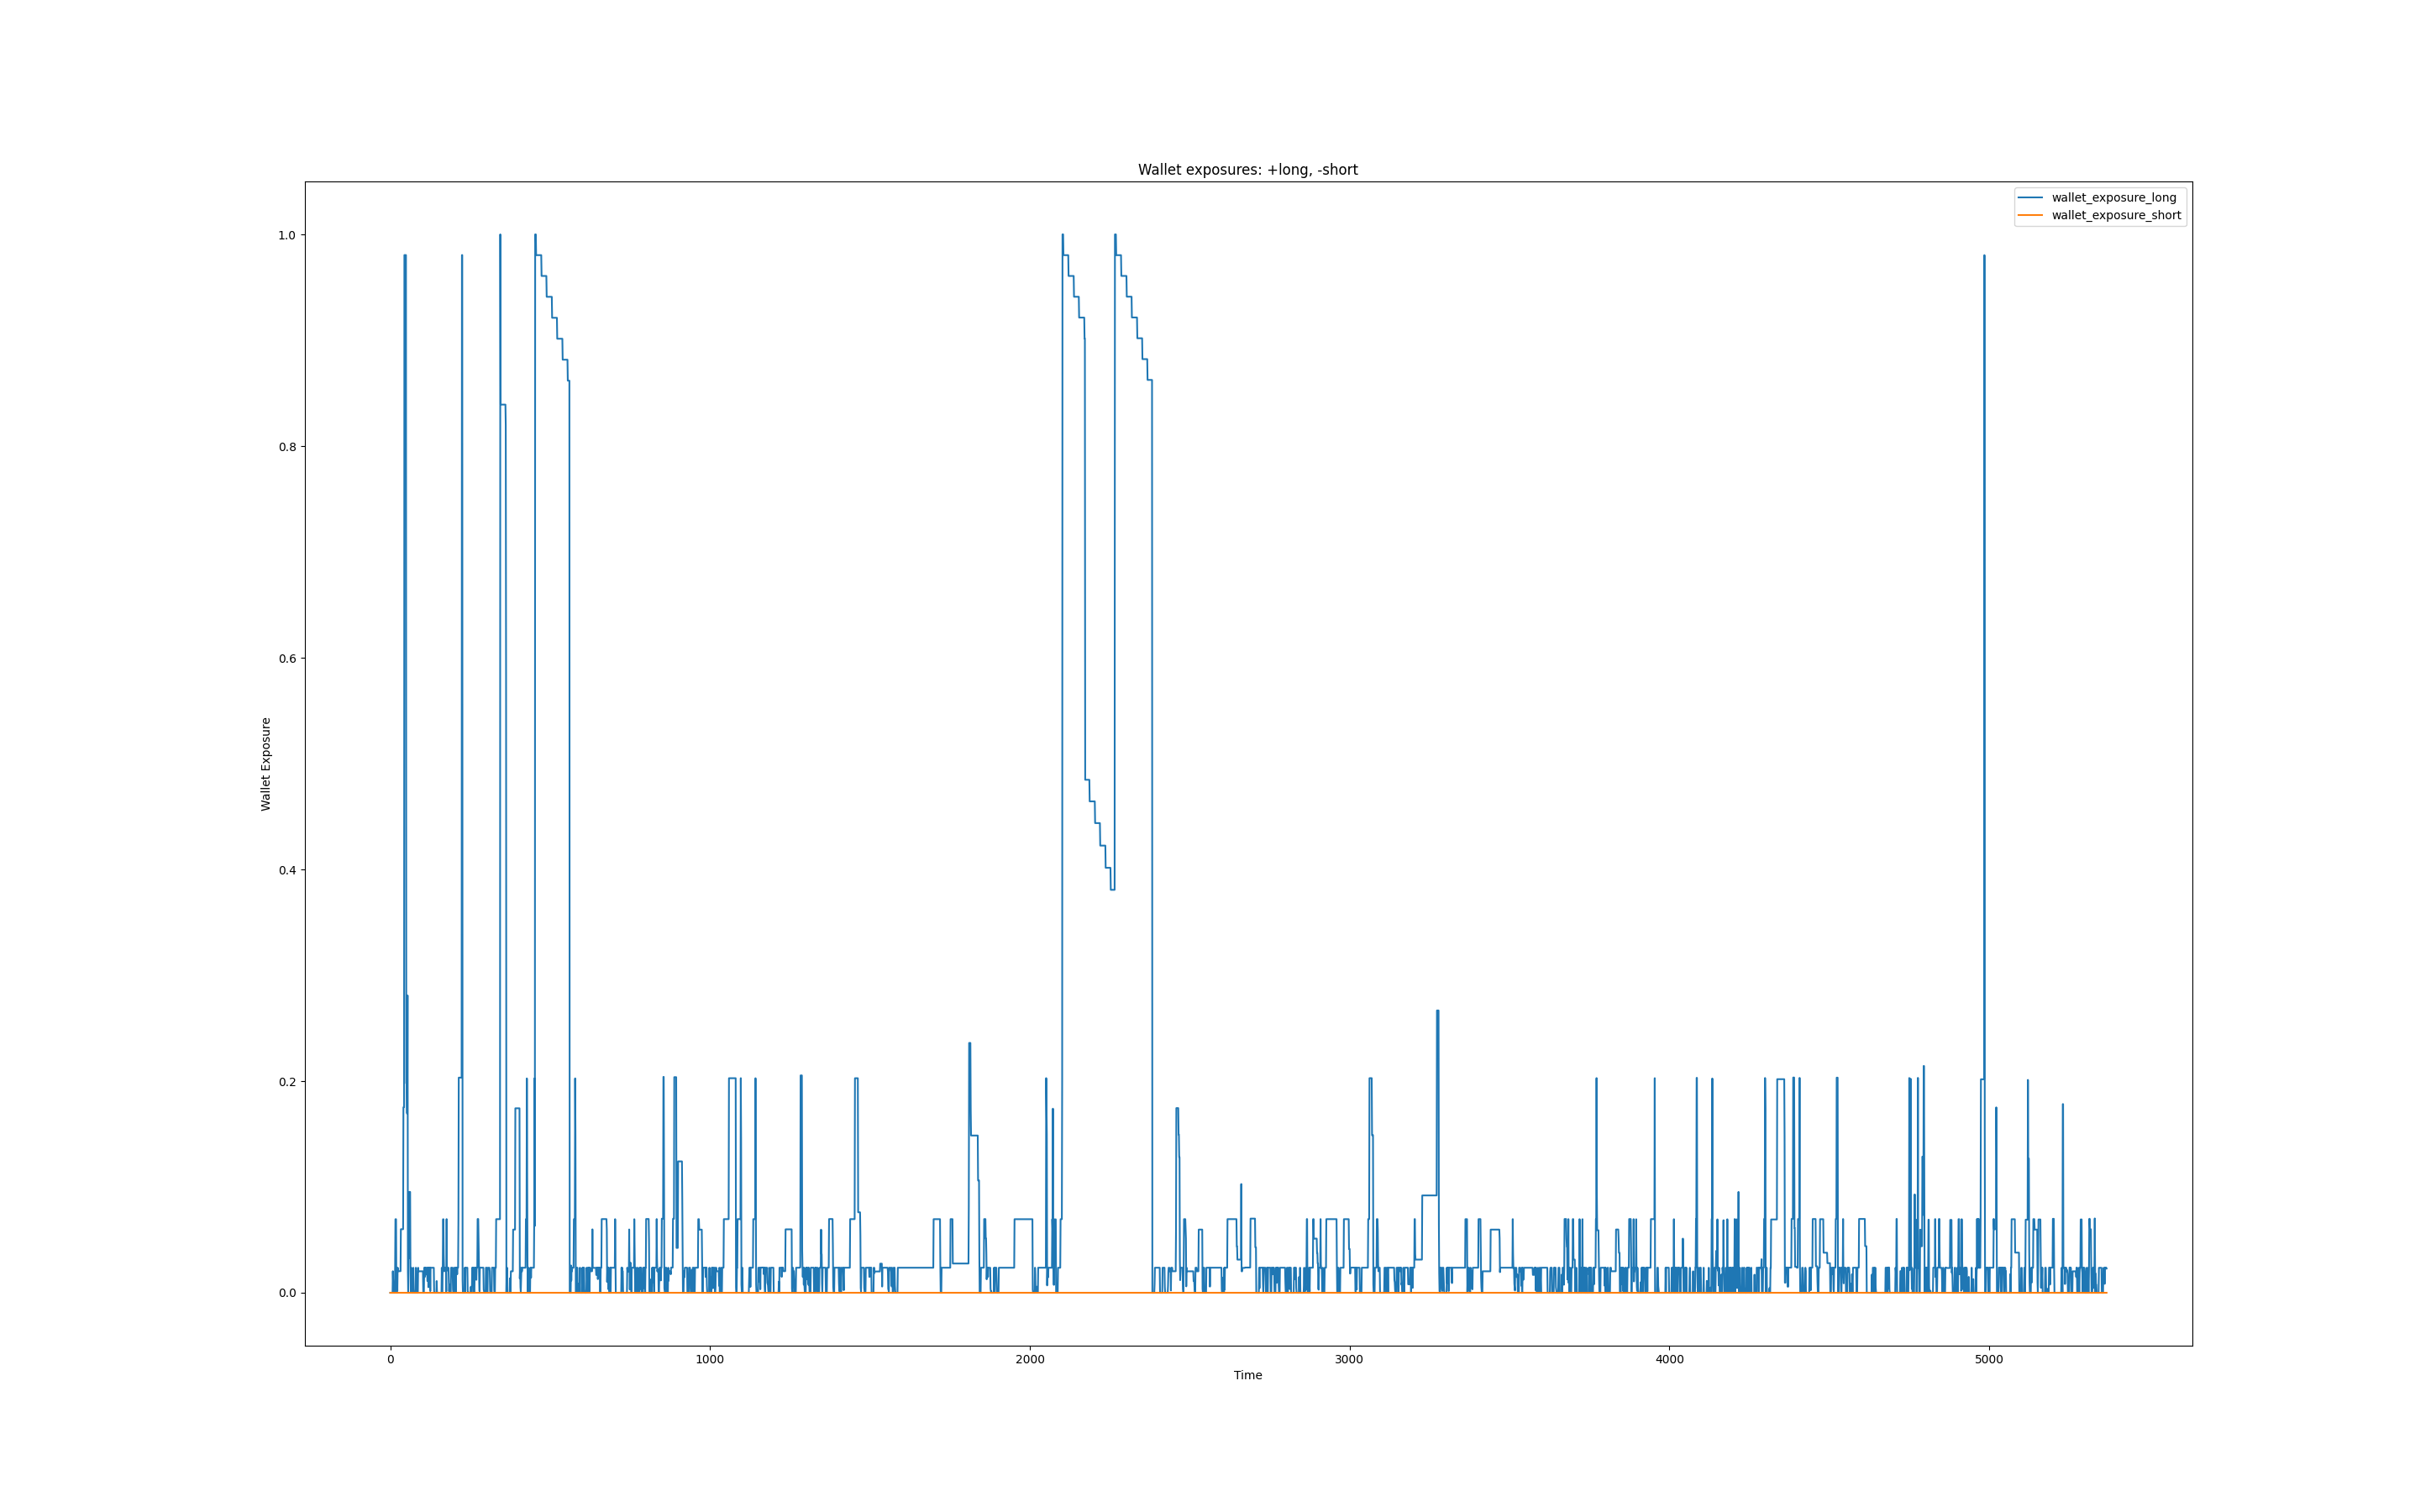 Wallet exposures: +long, -short
wallet_exposure_long
wallet_exposure_short
1.0
0.8
0.6
0.4
0.2
0.0
Wallet Exposure
0 1000 2000 3000 4000 5000
Time